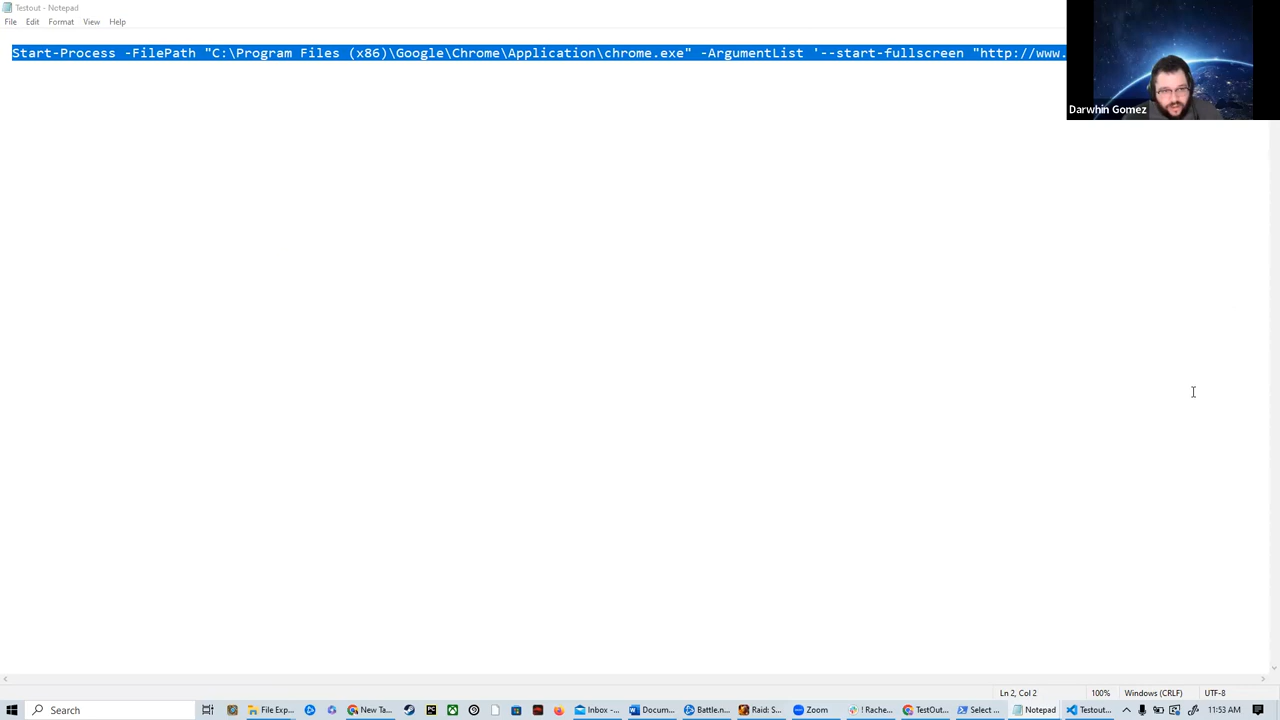 Testout - Notepad
File Edit Format View Help
Start-Process -FilePath "C:\Program Files (x86)\Google\Chrome\Application\chrome.exe" -ArgumentList '--start-fullscreen "http://www.
Darwhin Gomez
Ln 2, Col 2 100% Windows (CRLF) UTF-8
Search File Exp... New Ta... Inbox -... Docum... Battle.n... Raid: S... Zoom ! Rache... TestOut... Select ... Notepad Testout... 11:53 AM